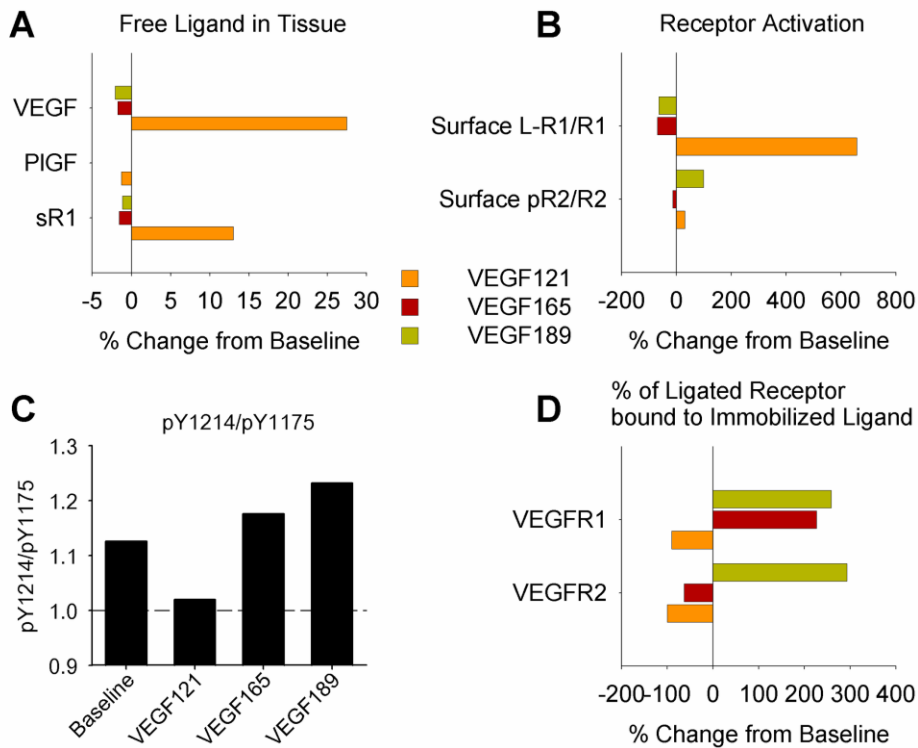 A
Free Ligand in Tissue
VEGF
PlGF
sR1
-5 0 5 10 15 20 25 30
% Change from Baseline
B
Receptor Activation
Surface L-R1/R1
Surface pR2/R2
-200 0 200 400 600 800
% Change from Baseline
VEGF121
VEGF165
VEGF189
C
pY1214/pY1175
pY1214/pY1175
1.3
1.2
1.1
1.0
0.9
Baseline
VEGF121
VEGF165
VEGF189
D
% of Ligated Receptor
bound to Immobilized Ligand
VEGFR1
VEGFR2
-200 -100 0 100 200 300 400
% Change from Baseline